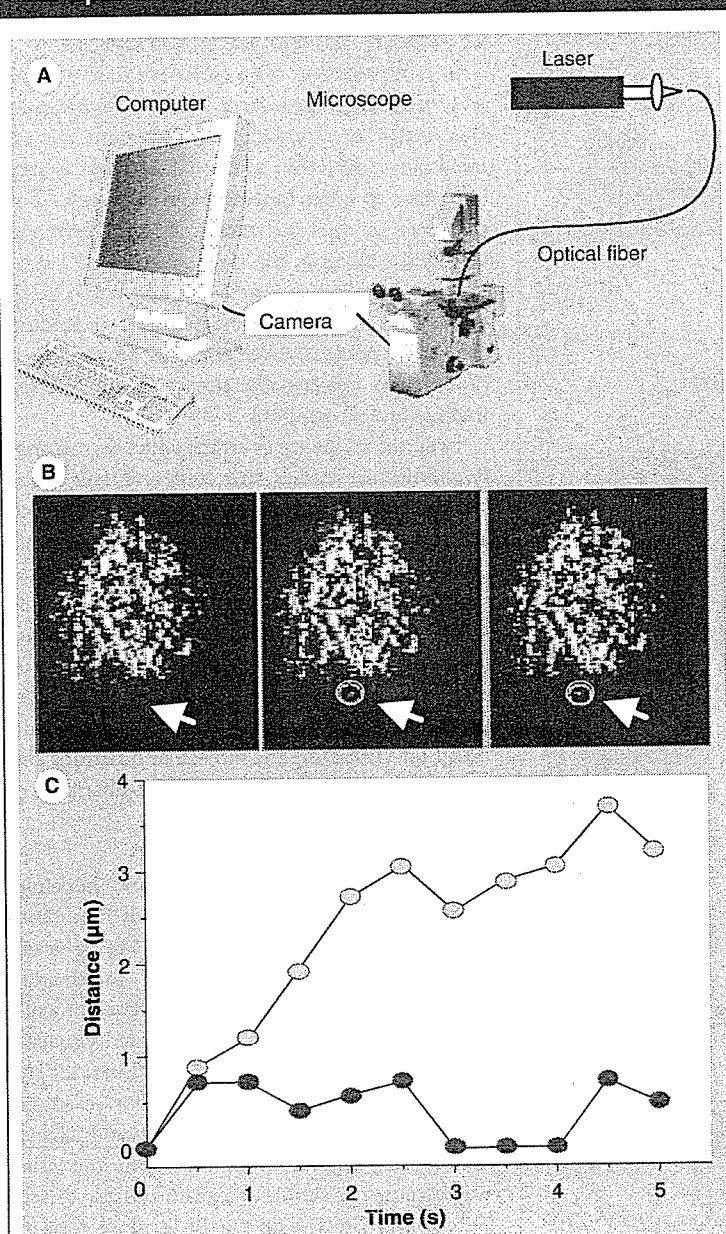 A
Laser
Computer
Microscope
Optical fiber
Camera
B
C
4
3
2
1
0
Distance (µm)
0 1 2 3 4 5
Time (s)